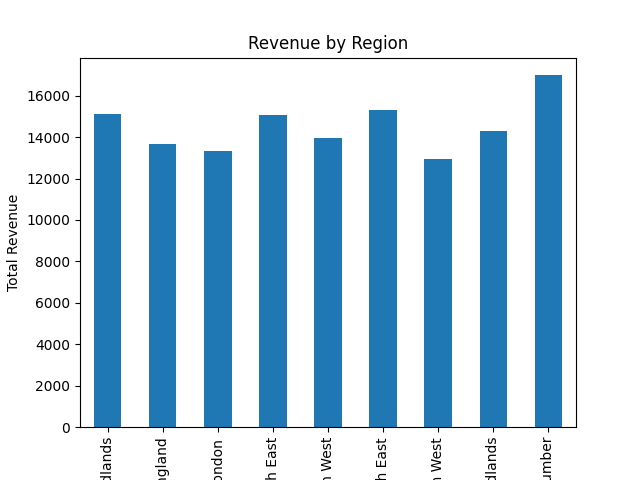 Revenue by Region
Total Revenue
16000
14000
12000
10000
8000
6000
4000
2000
0
dlands
ngland
ondon
h East
h West
h East
h West
dlands
umber